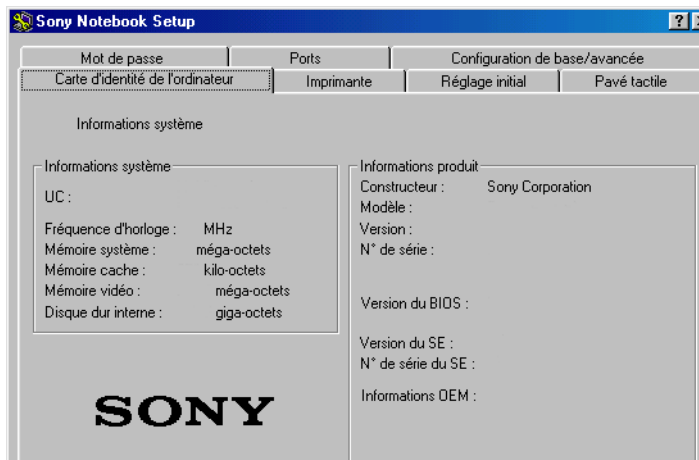 Sony Notebook Setup
Mot de passe Ports Configuration de base/avancée
Carte d'identité de l'ordinateur Imprimante Réglage initial Pavé tactile
Informations système
Informations système
UC :
Fréquence d'horloge : MHz
Mémoire système : méga-octets
Mémoire cache : kilo-octets
Mémoire vidéo : méga-octets
Disque dur interne : giga-octets
SONY
Informations produit
Constructeur : Sony Corporation
Modèle :
Version :
N° de série :
Version du BIOS :
Version du SE :
N° de série du SE :
Informations OEM :